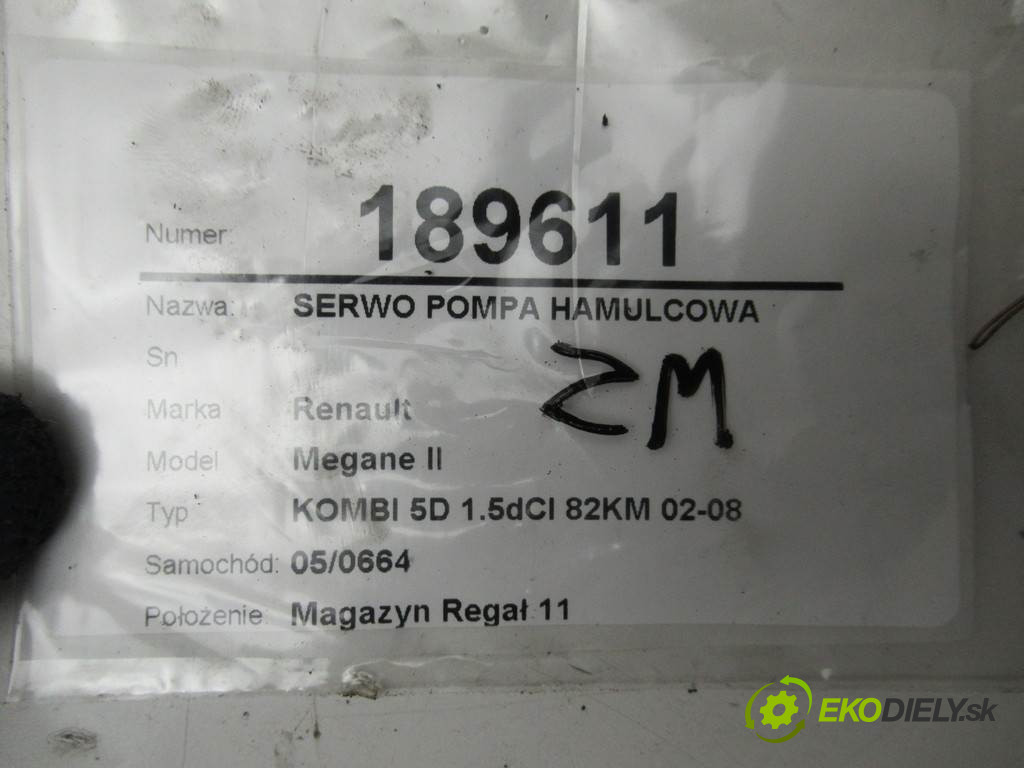 Numer: 189611
Nazwa: SERWO POMPA HAMULCOWA
Sn
ZM
Marka Renault
Model Megane II
Typ KOMBI 5D 1.5dCI 82KM 02-08
Samochód: 05/0664
Położenie: Magazyn Regał 11
EKODIELY.sk